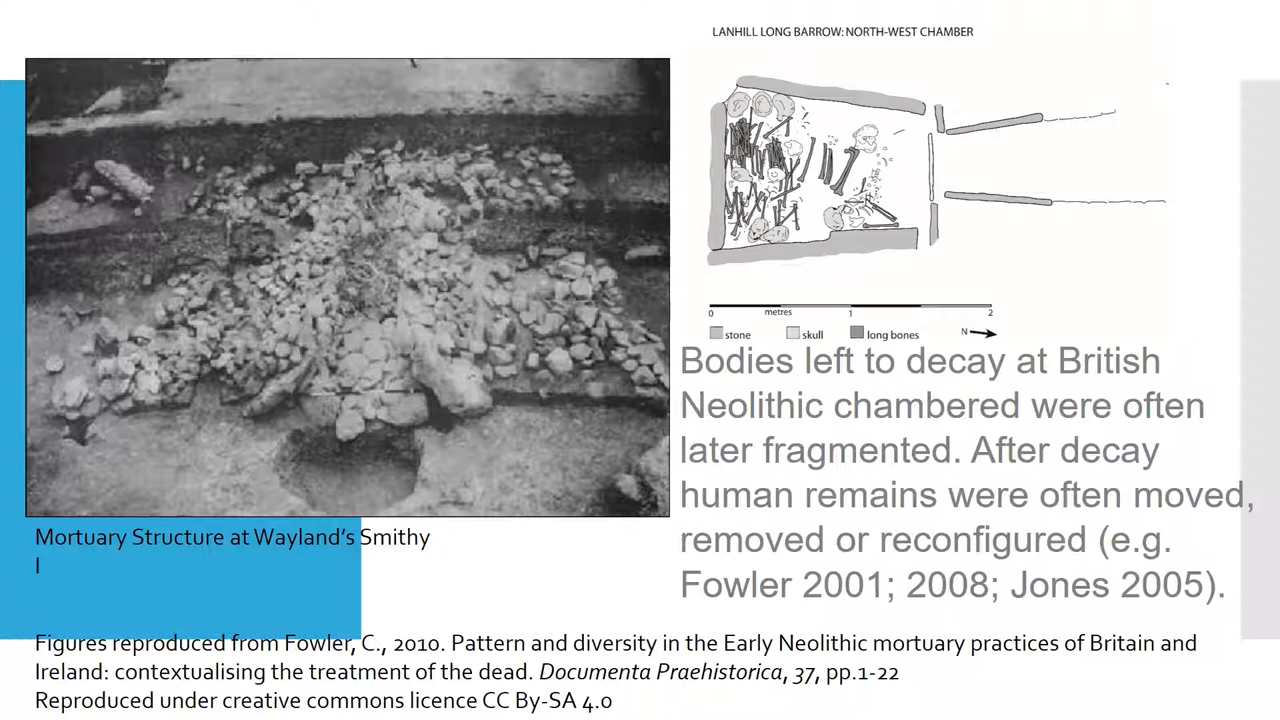 LANHILL LONG BARROW: NORTH-WEST CHAMBER
0 metres 1 2
stone skull long bones N
Bodies left to decay at British
Neolithic chambered were often
later fragmented. After decay
human remains were often moved,
removed or reconfigured (e.g.
Fowler 2001; 2008; Jones 2005).
Mortuary Structure at Wayland’s Smithy
I
Figures reproduced from Fowler, C., 2010. Pattern and diversity in the Early Neolithic mortuary practices of Britain and
Ireland: contextualising the treatment of the dead. Documenta Praehistorica, 37, pp.1-22
Reproduced under creative commons licence CC By-SA 4.0